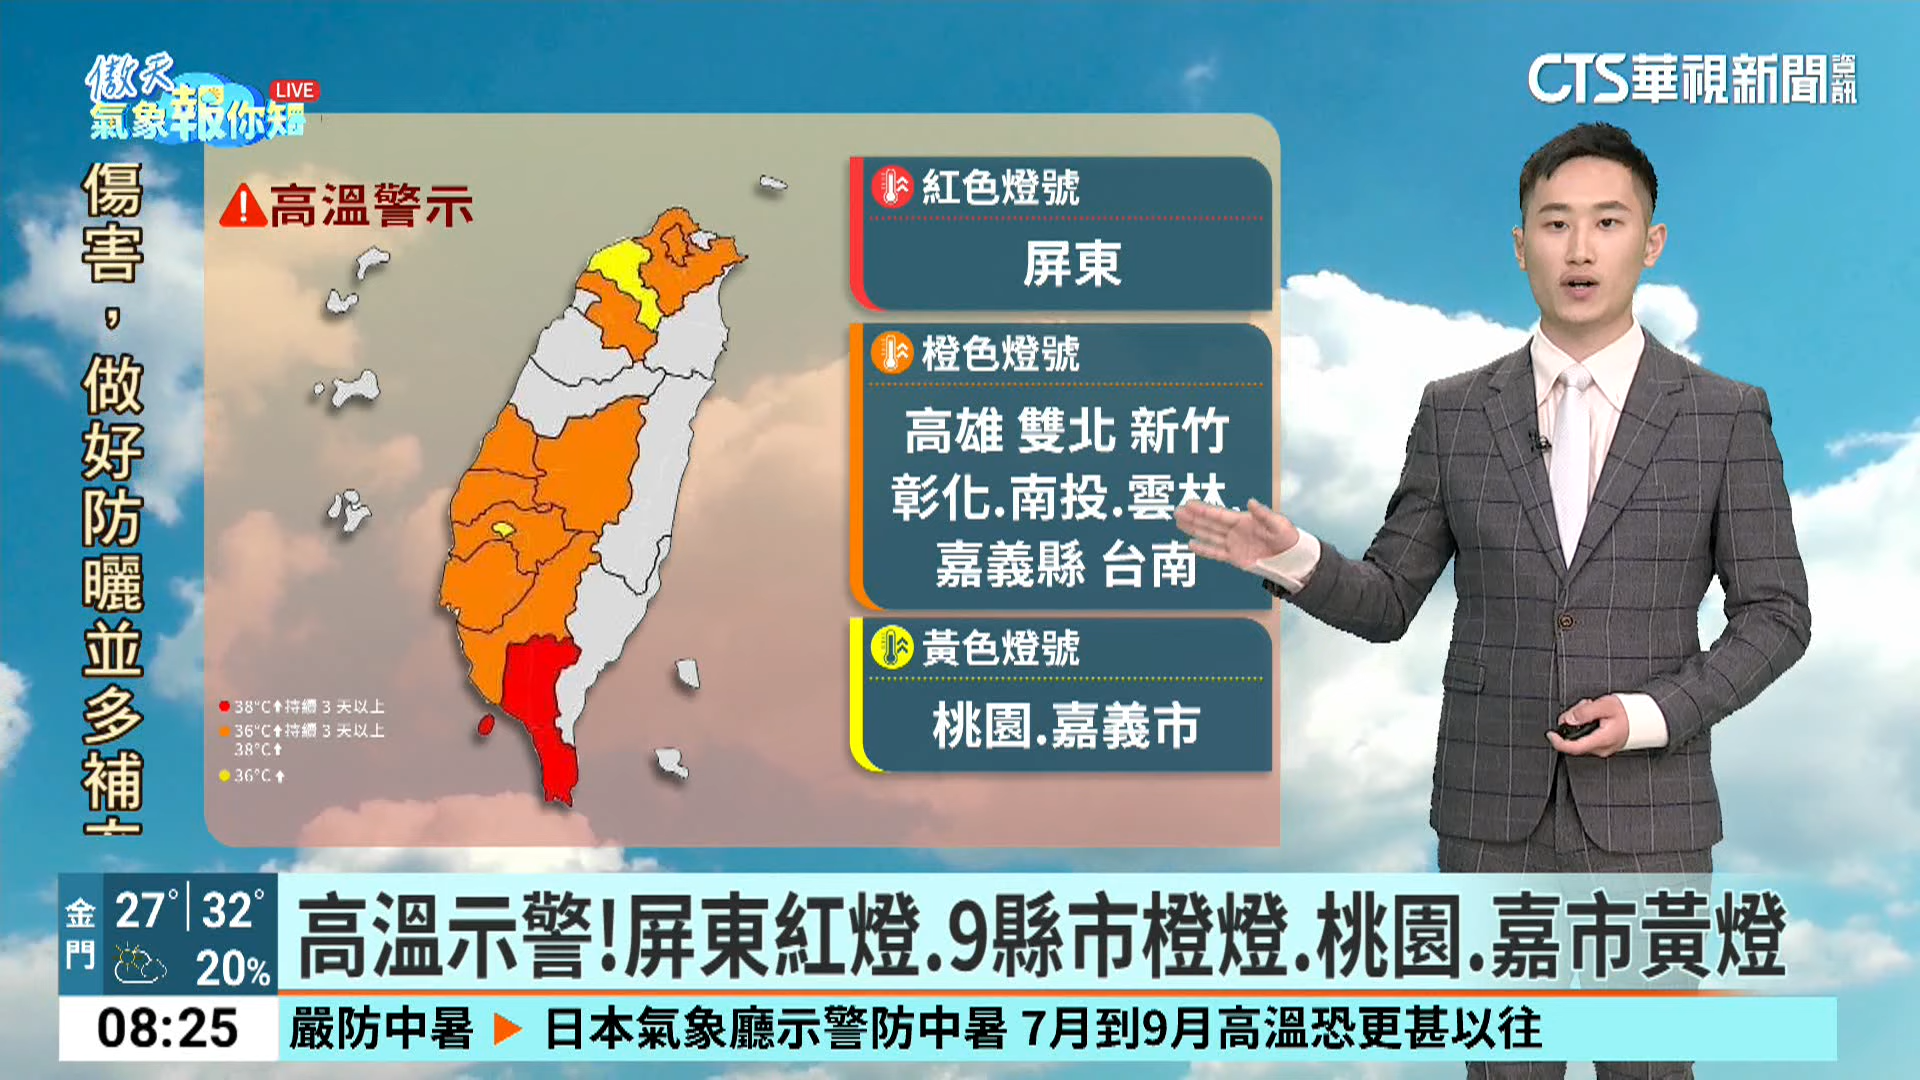 傲天
氣象報你知
LIVE
CTS華視新聞資訊
傷害，做好防曬並多補
高溫警示
紅色燈號
屏東
橙色燈號
高雄 雙北 新竹
彰化.南投.雲林.
嘉義縣 台南
黃色燈號
桃園.嘉義市
38°C⬆持續 3 天以上
36°C⬆持續 3 天以上
38°C⬆
36°C⬆
金門
27° 32°
20%
高溫示警!屏東紅燈.9縣市橙燈.桃園.嘉市黃燈
08:25
嚴防中暑 ▶ 日本氣象廳示警防中暑 7月到9月高溫恐更甚以往